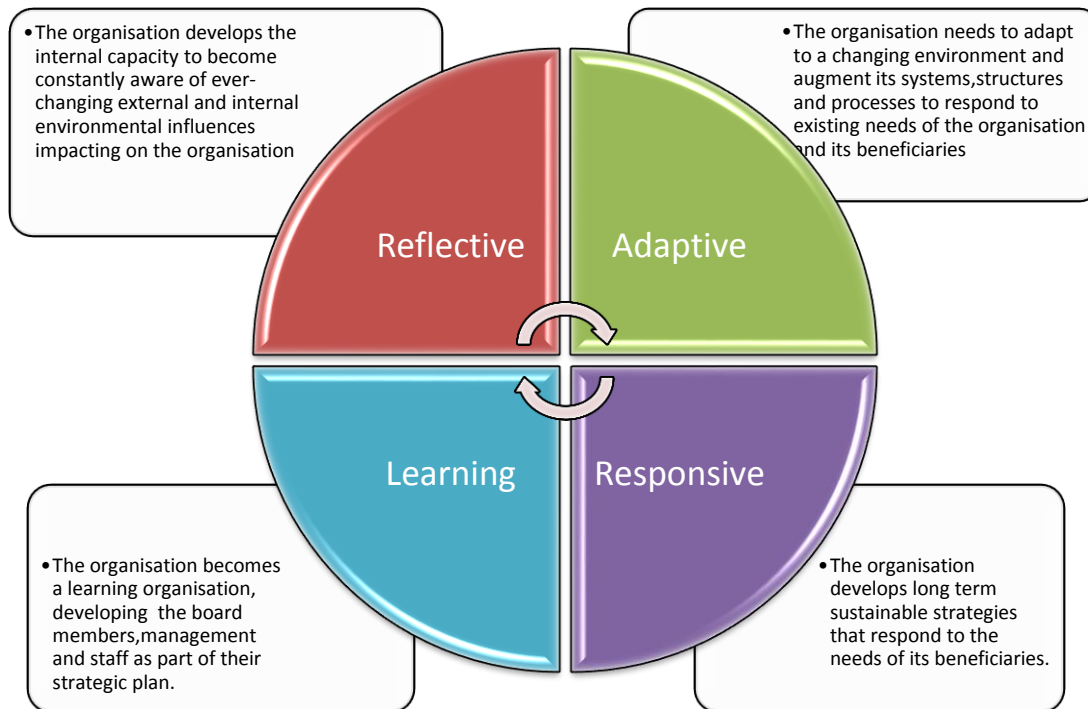 •The organisation develops the
internal capacity to become
constantly aware of ever-
changing external and internal
environmental influences
impacting on the organisation
•The organisation needs to adapt
to a changing environment and
augment its systems,structures
and processes to respond to
existing needs of the organisation
and its beneficiaries
Reflective
Adaptive
Learning
Responsive
•The organisation becomes
a learning organisation,
developing the board
members,management
and staff as part of their
strategic plan.
•The organisation
develops long term
sustainable strategies
that respond to the
needs of its beneficiaries.